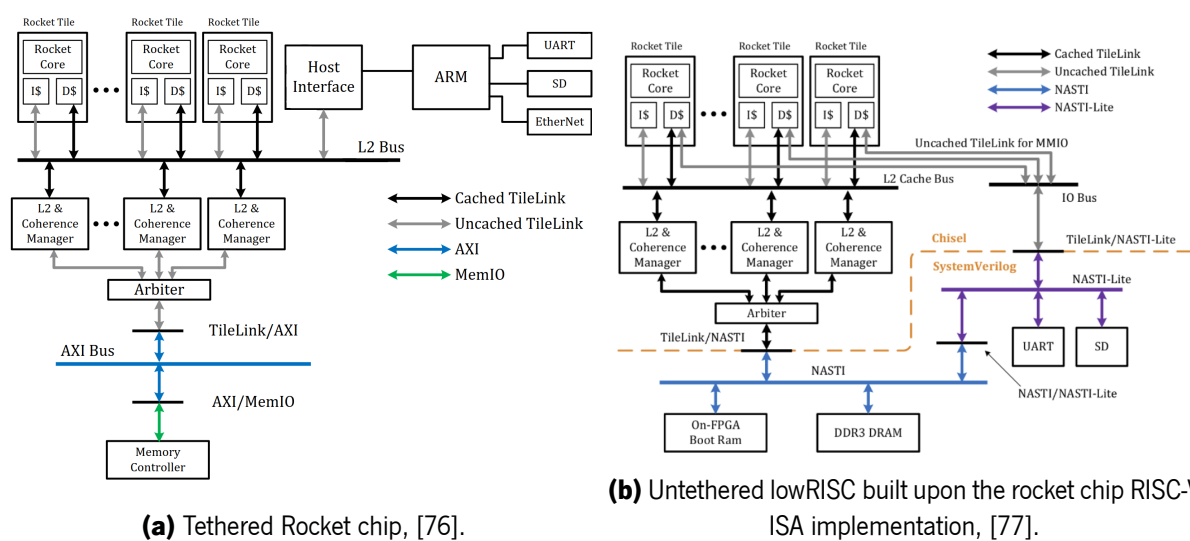 Rocket Tile
Rocket Tile
Rocket Tile
Rocket
Core
I$
D$
Rocket
Core
I$
D$
Rocket
Core
I$
D$
Host
Interface
ARM
UART
SD
EtherNet
L2 Bus
L2 &
Coherence
Manager
L2 &
Coherence
Manager
L2 &
Coherence
Manager
Cached TileLink
Uncached TileLink
AXI
MemIO
Arbiter
TileLink/AXI
AXI Bus
AXI/MemIO
Memory
Controller
(a) Tethered Rocket chip, [76].
Rocket Tile
Rocket Tile
Rocket Tile
Rocket
Core
I$
D$
Rocket
Core
I$
D$
Rocket
Core
I$
D$
Cached TileLink
Uncached TileLink
NASTI
NASTI-Lite
Uncached TileLink for MMIO
L2 Cache Bus
IO Bus
L2 &
Coherence
Manager
L2 &
Coherence
Manager
L2 &
Coherence
Manager
Chisel
TileLink/NASTI-Lite
SystemVerilog
NASTI-Lite
Arbiter
TileLink/NASTI
UART
SD
NASTI
NASTI/NASTI-Lite
On-FPGA
Boot Ram
DDR3 DRAM
(b) Untethered lowRISC built upon the rocket chip RISC-V
ISA implementation, [77].